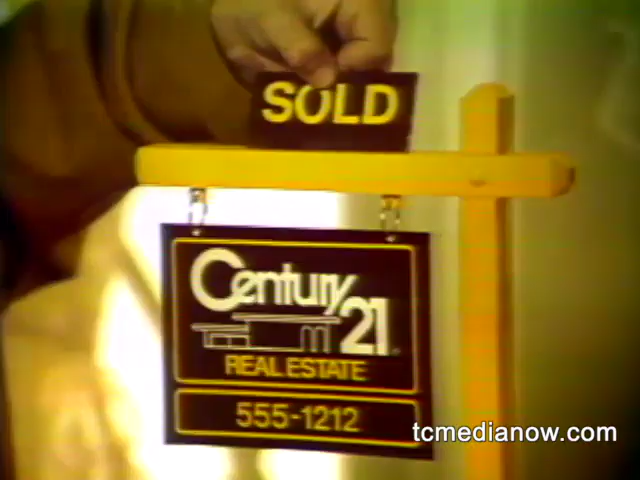 SOLD
Century 21
REAL ESTATE
555-1212
tcmedianow.com